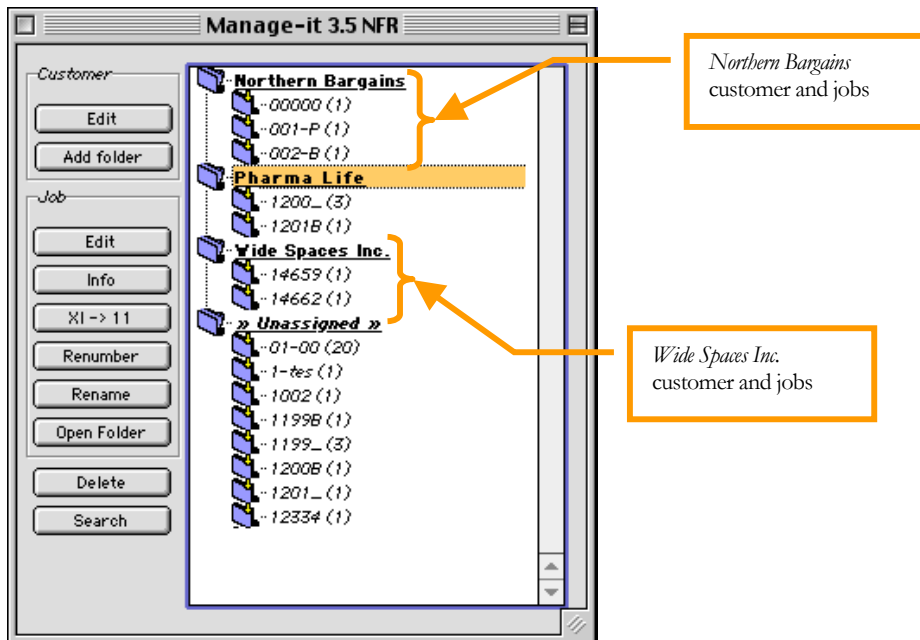 Manage-it 3.5 NFR
Customer
Edit
Add folder
Job
Edit
Info
XI -> 11
Renumber
Rename
Open Folder
Delete
Search
Northern Bargains
00000 (1)
001-P (1)
002-B (1)
Pharma Life
1200_ (3)
1201B (1)
Wide Spaces Inc.
14659 (1)
14662 (1)
» Unassigned »
01-00 (20)
1-tes (1)
1002 (1)
1199B (1)
1199_ (3)
1200B (1)
1201_ (1)
12334 (1)
Northern Bargains
customer and jobs
Wide Spaces Inc.
customer and jobs